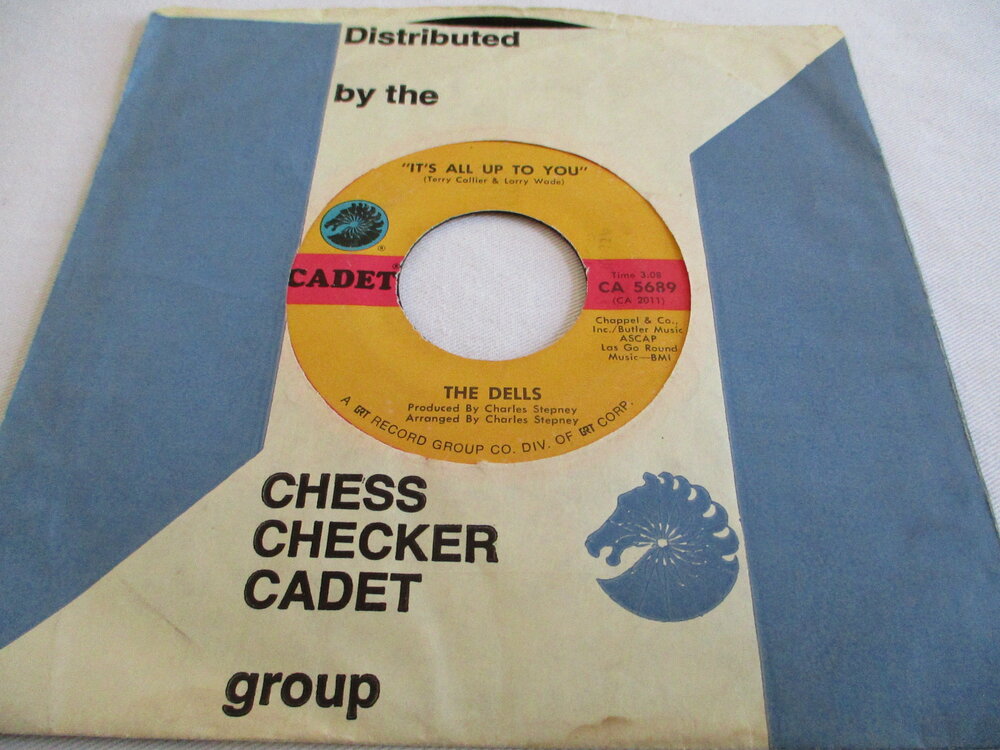 Distributed
by the
"IT'S ALL UP TO YOU"
(Terry Collier & Larry Wade)
®
CADET®
Time 3:08
CA 5689
(CA 2011)
Chappel & Co.,
Inc./Butler Music
ASCAP
Las Go Round
Music—BMI
THE DELLS
Produced By Charles Stepney
Arranged By Charles Stepney
A GRT RECORD GROUP CO. DIV. OF GRT CORP.
CHESS
CHECKER
CADET
group